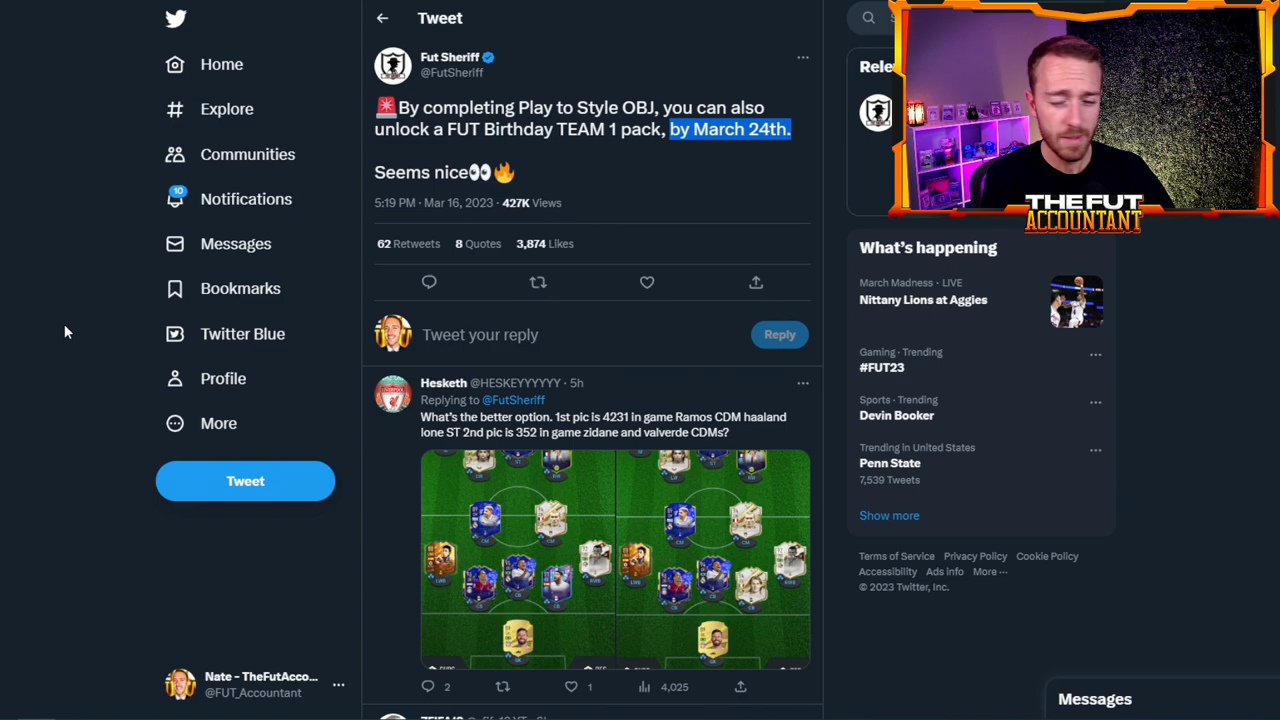 Home
Explore
Communities
10
Notifications
Messages
Bookmarks
Twitter Blue
Profile
More
Tweet
Nate - TheFutAcco...
@FUT_Accountant
Tweet
Fut Sheriff
@FutSheriff
🚨By completing Play to Style OBJ, you can also
unlock a FUT Birthday TEAM 1 pack, by March 24th.
Seems nice👀🔥
5:19 PM · Mar 16, 2023 · 427K Views
62 Retweets 8 Quotes 3,874 Likes
Tweet your reply
Reply
Hesketh @HESKEYYYYYY · 5h
Replying to @FutSheriff
What's the better option. 1st pic is 4231 in game Ramos CDM haaland
lone ST 2nd pic is 352 in game zidane and valverde CDMs?
2 1 4,025
THE FUT
ACCOUNTANT
What's happening
March Madness · LIVE
Nittany Lions at Aggies
Gaming · Trending
#FUT23
Sports · Trending
Devin Booker
Trending in United States
Penn State
7,539 Tweets
Show more
Terms of Service Privacy Policy Cookie Policy
Accessibility Ads info More ···
© 2023 Twitter, Inc.
Messages